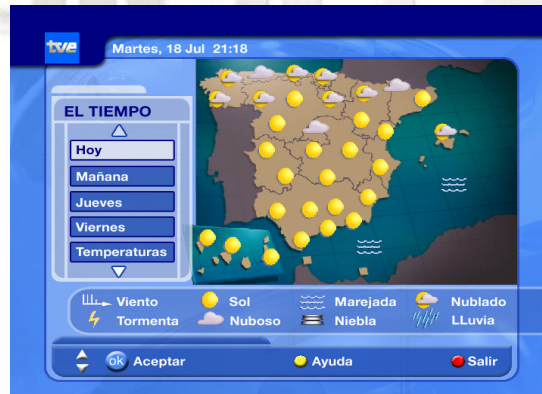 tve
Martes, 18 Jul 21:18
EL TIEMPO
Hoy
Mañana
Jueves
Viernes
Temperaturas
Viento Sol Marejada Nublado
Tormenta Nuboso Niebla LLuvia
ok Aceptar Ayuda Salir